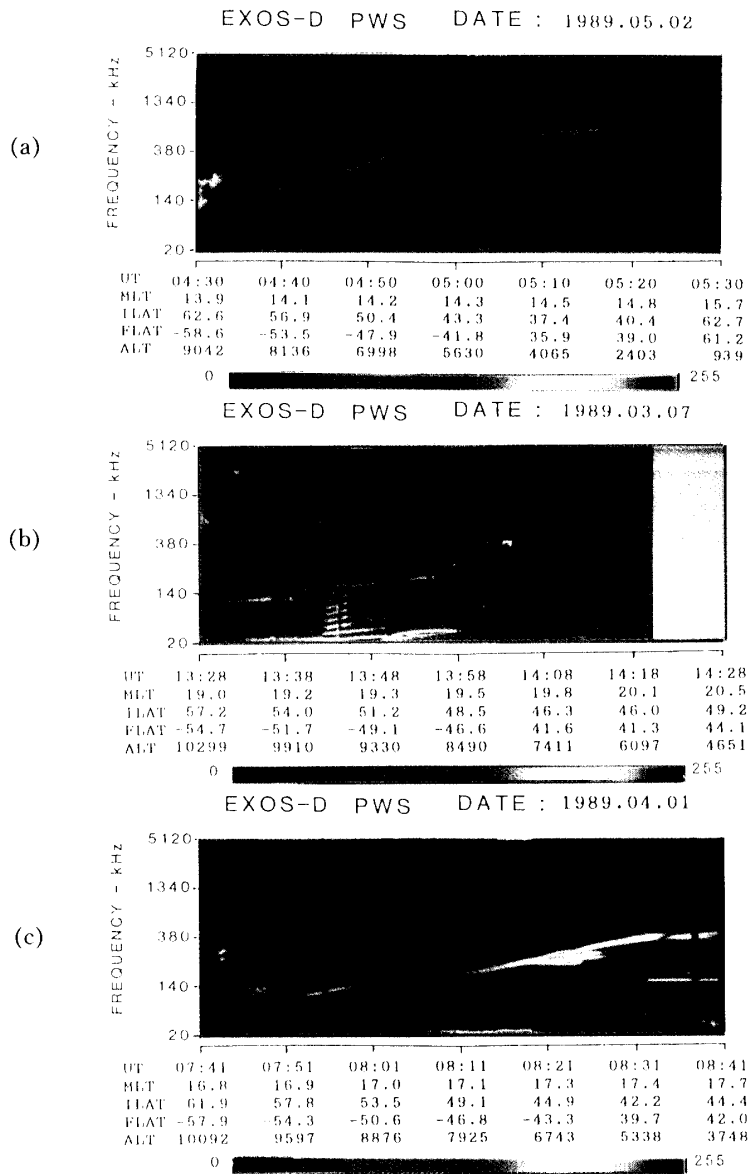 EXOS-D PWS DATE : 1989.05.02
(a)
FREQUENCY - kHz
5120
1340
380
140
20
UT 04:30 04:40 04:50 05:00 05:10 05:20 05:30
MLT 13.9 14.1 14.2 14.3 14.5 14.8 15.7
ILAT 62.6 56.9 50.4 43.3 37.4 40.4 62.7
FLAT -58.6 -53.5 -47.9 -41.8 35.9 39.0 61.2
ALT 9042 8136 6998 5630 4065 2403 939
0 255
EXOS-D PWS DATE : 1989.03.07
(b)
FREQUENCY - kHz
5120
1340
380
140
20
UT 13:28 13:38 13:48 13:58 14:08 14:18 14:28
MLT 19.0 19.2 19.3 19.5 19.8 20.1 20.5
ILAT 57.2 54.0 51.2 48.5 46.3 46.0 49.2
FLAT -54.7 -51.7 -49.1 -46.6 41.6 41.3 44.1
ALT 10299 9910 9330 8490 7411 6097 4651
0 255
EXOS-D PWS DATE : 1989.04.01
(c)
FREQUENCY - kHz
5120
1340
380
140
20
UT 07:41 07:51 08:01 08:11 08:21 08:31 08:41
MLT 16.8 16.9 17.0 17.1 17.3 17.4 17.7
ILAT 61.9 57.8 53.5 49.1 44.9 42.2 44.4
FLAT -57.9 -54.3 -50.6 -46.8 -43.3 39.7 42.0
ALT 10092 9597 8876 7925 6743 5338 3748
0 255